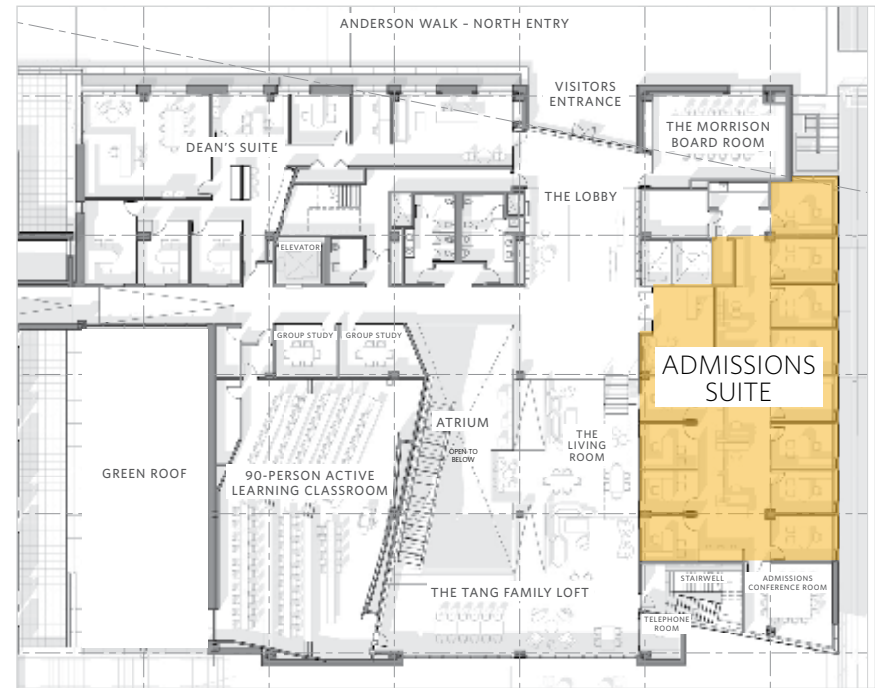 ANDERSON WALK - NORTH ENTRY
VISITORS
ENTRANCE
THE MORRISON
BOARD ROOM
DEAN'S SUITE
THE LOBBY
ELEVATOR
GROUP STUDY
GROUP STUDY
ADMISSIONS
SUITE
ATRIUM
OPEN TO
BELOW
THE
LIVING
ROOM
GREEN ROOF
90-PERSON ACTIVE
LEARNING CLASSROOM
THE TANG FAMILY LOFT
STAIRWELL
ADMISSIONS
CONFERENCE ROOM
TELEPHONE
ROOM